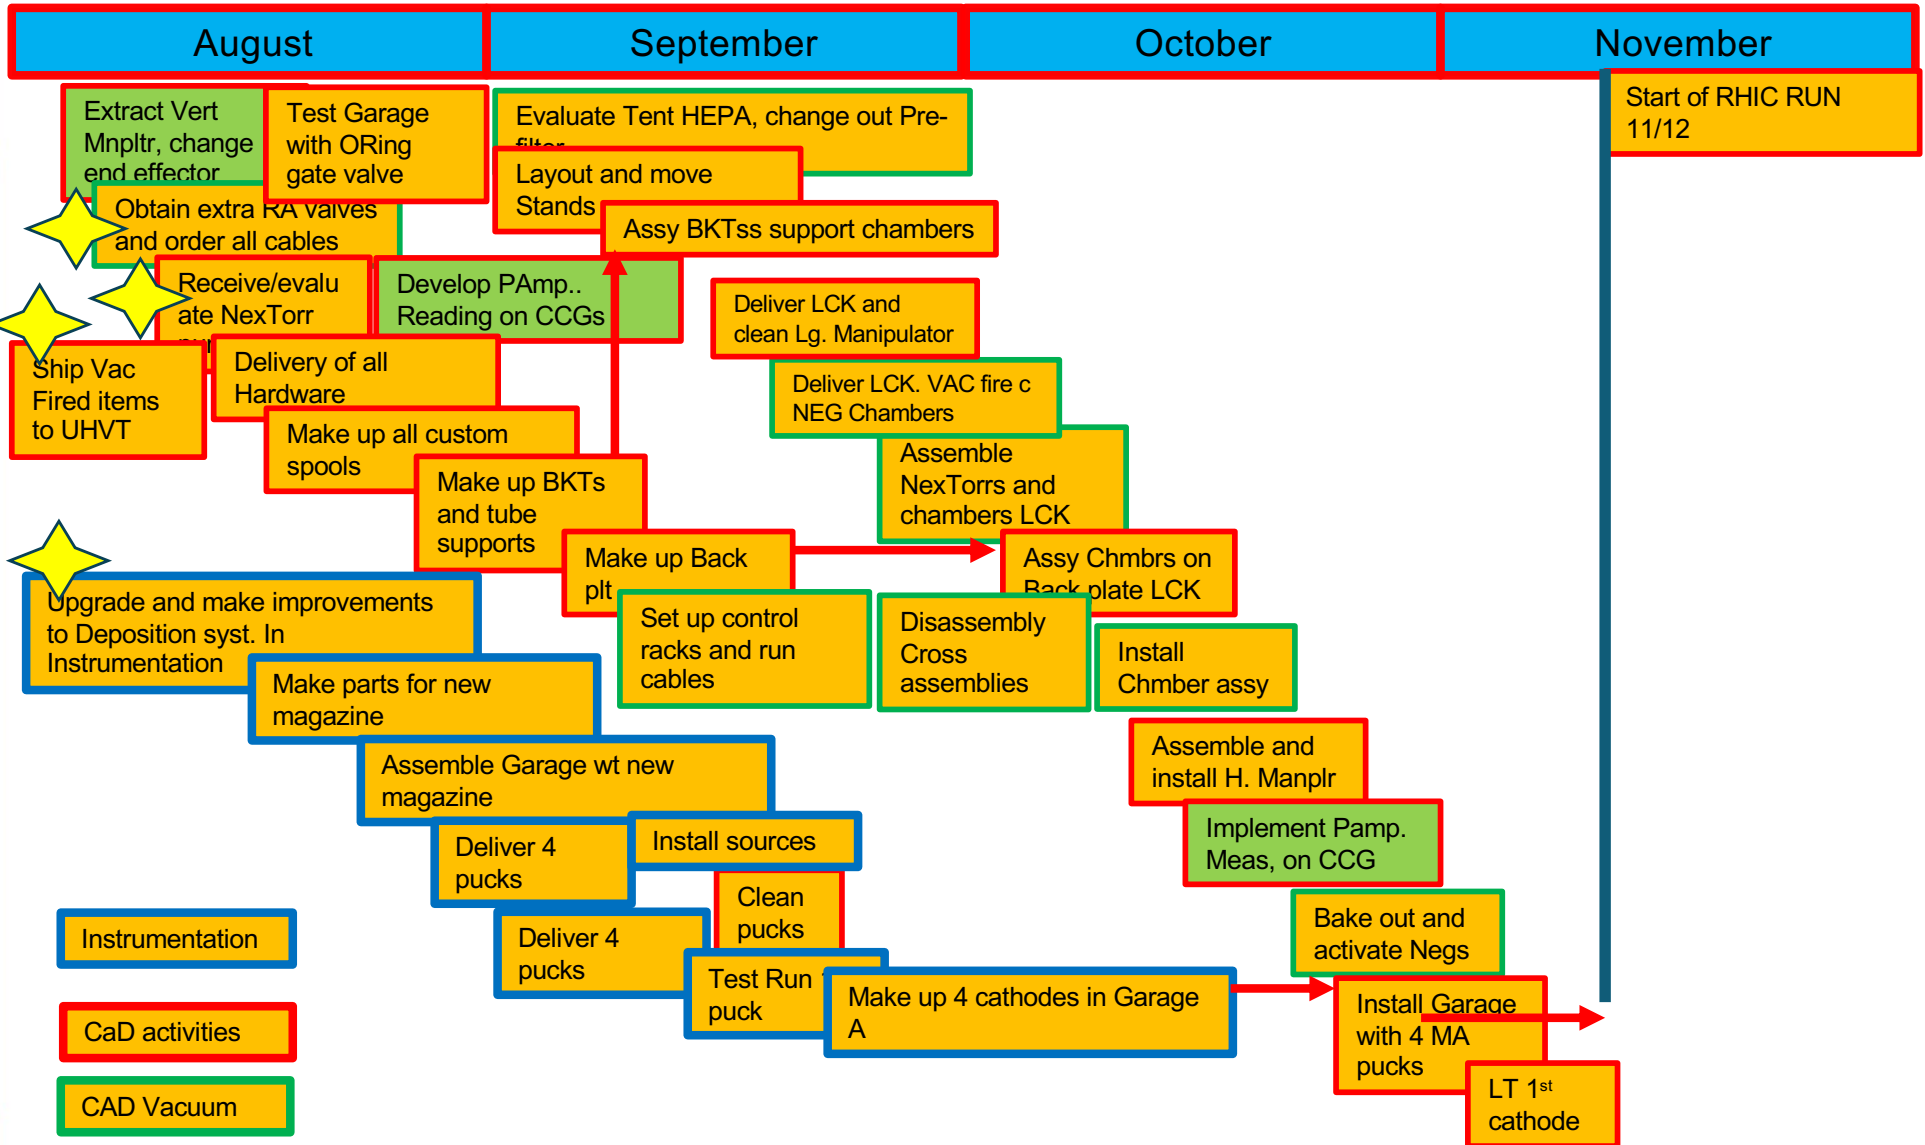 August
September
October
November
Start of RHIC RUN
11/12
Extract Vert
Mnpltr, change
end effector
Test Garage
with ORing
gate valve
Evaluate Tent HEPA, change out Pre-
filter
Layout and move
Stands
Assy BKTss support chambers
Obtain extra RA valves
and order all cables
Receive/evalu
ate NexTorr
Develop PAmp..
Reading on CCGs
Deliver LCK and
clean Lg. Manipulator
Ship Vac
Fired items
to UHVT
Delivery of all
Hardware
Deliver LCK. VAC fire c
NEG Chambers
Make up all custom
spools
Assemble
NexTorrs and
chambers LCK
Make up BKTs
and tube
supports
Make up Back
plt
Assy Chmbrs on
Back plate LCK
Upgrade and make improvements
to Deposition syst. In
Instrumentation
Set up control
racks and run
cables
Disassembly
Cross
assemblies
Install
Chmber assy
Make parts for new
magazine
Assemble and
install H. Manplr
Assemble Garage wt new
magazine
Implement Pamp.
Meas, on CCG
Deliver 4
pucks
Install sources
Clean
pucks
Bake out and
activate Negs
Deliver 4
pucks
Test Run
puck
Make up 4 cathodes in Garage
A
Install Garage
with 4 MA
pucks
LT 1st
cathode
Instrumentation
CaD activities
CAD Vacuum